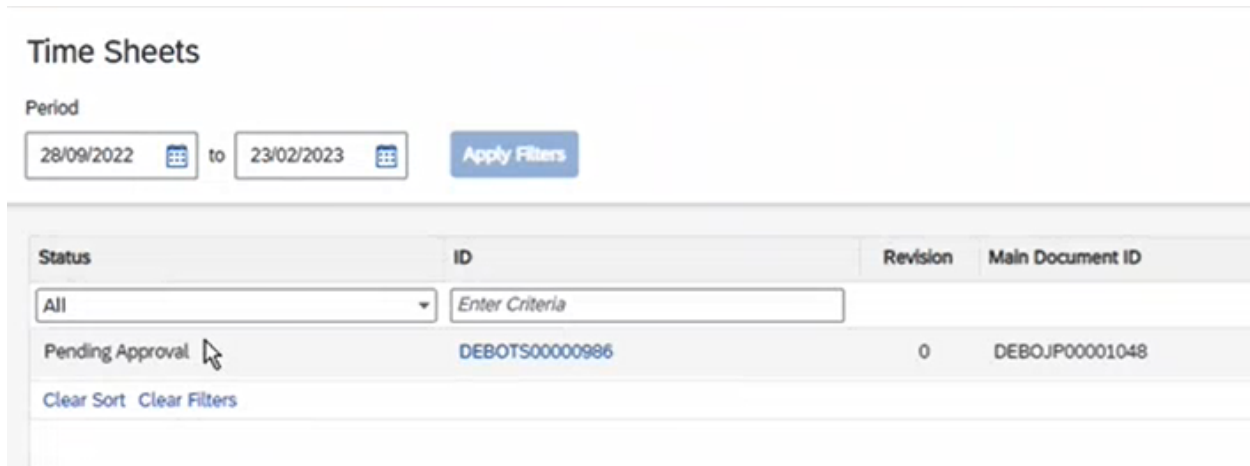 Time Sheets
Period
28/09/2022 to 23/02/2023 Apply Filters
Status ID Revision Main Document ID
All Enter Criteria
Pending Approval DEBOTS00000986 0 DEBOJP00001048
Clear Sort Clear Filters